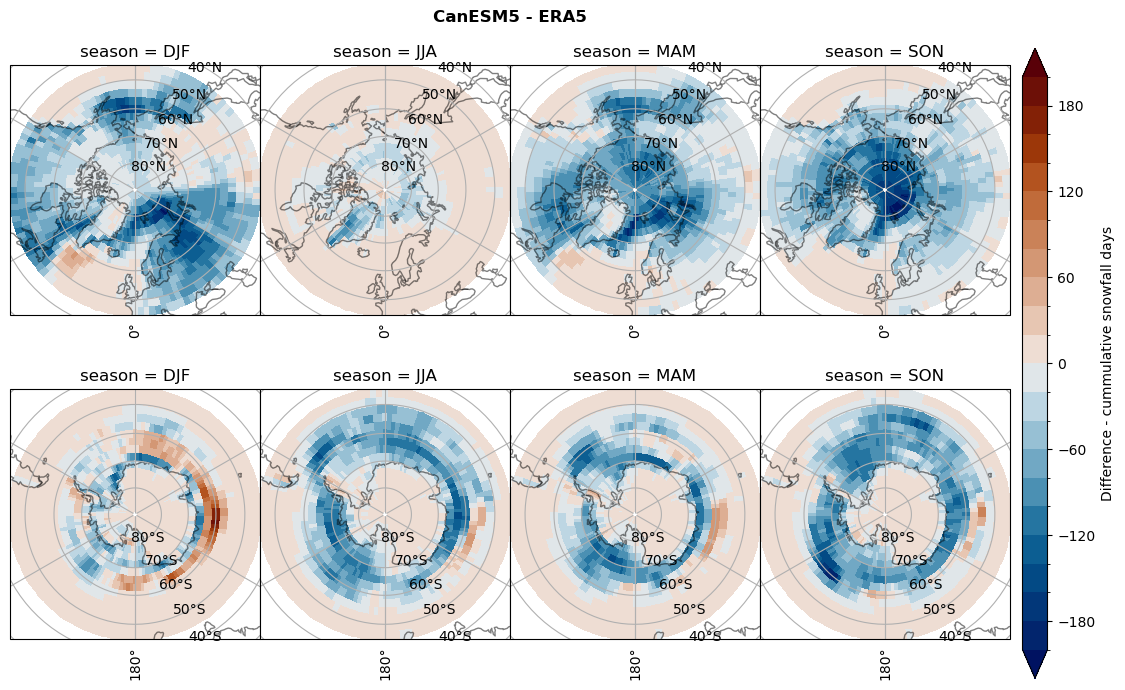 CanESM5 - ERA5
season = DJF
season = JJA
season = MAM
season = SON
40°N
50°N
60°N
70°N
80°N
0°
40°N
50°N
60°N
70°N
80°N
0°
40°N
50°N
60°N
70°N
80°N
0°
40°N
50°N
60°N
70°N
80°N
0°
season = DJF
season = JJA
season = MAM
season = SON
80°S
70°S
60°S
50°S
40°S
180°
80°S
70°S
60°S
50°S
40°S
180°
80°S
70°S
60°S
50°S
40°S
180°
80°S
70°S
60°S
50°S
40°S
180°
180
120
60
0
−60
−120
−180
Difference - cummulative snowfall days